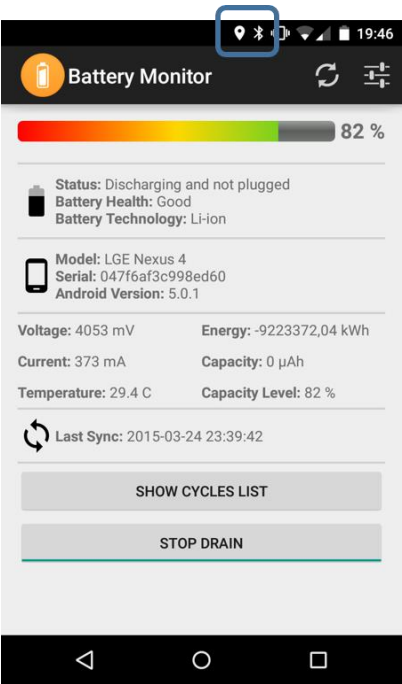 19:46
Battery Monitor
82 %
Status: Discharging and not plugged
Battery Health: Good
Battery Technology: Li-ion
Model: LGE Nexus 4
Serial: 047f6af3c998ed60
Android Version: 5.0.1
Voltage: 4053 mV Energy: -9223372,04 kWh
Current: 373 mA Capacity: 0 µAh
Temperature: 29.4 C Capacity Level: 82 %
Last Sync: 2015-03-24 23:39:42
SHOW CYCLES LIST
STOP DRAIN